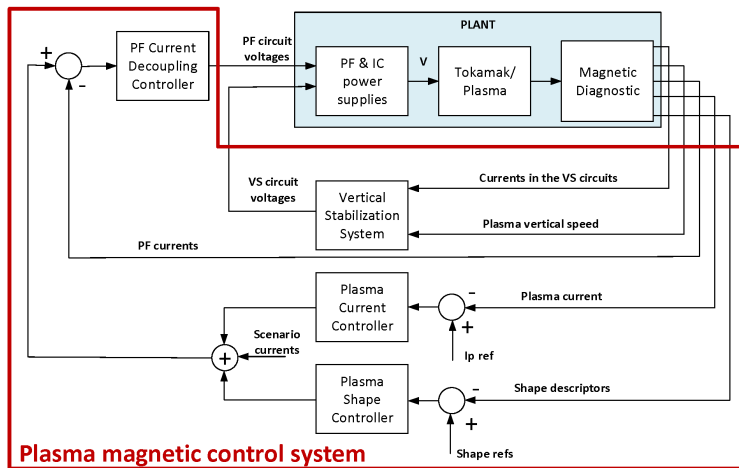 PLANT
PF circuit
voltages
+
-
PF Current
Decoupling
Controller
PF & IC
power
supplies
V
Tokamak/
Plasma
Magnetic
Diagnostic
VS circuit
voltages
Vertical
Stabilization
System
Currents in the VS circuits
Plasma vertical speed
PF currents
Plasma
Current
Controller
-
+
Plasma current
Ip ref
Scenario
currents
+
Plasma
Shape
Controller
-
+
Shape descriptors
Shape refs
Plasma magnetic control system